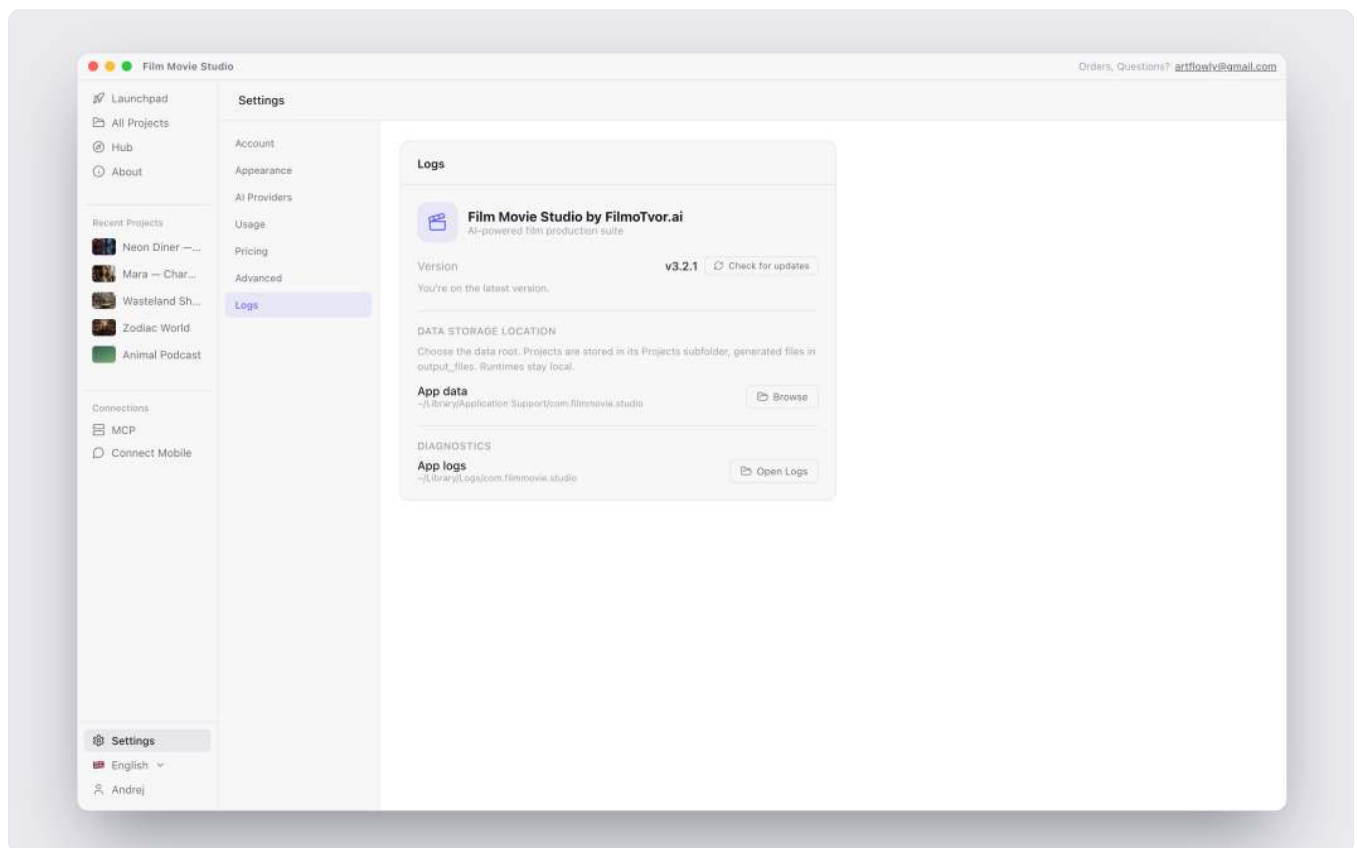 Film Movie Studio
Orders, Questions? artflowlv@gmail.com
Launchpad
All Projects
Hub
About
Recent Projects
Neon Diner —...
Mara — Char...
Wasteland Sh...
Zodiac World
Animal Podcast
Connections
MCP
Connect Mobile
Settings
English
Andrej
Settings
Account
Appearance
AI Providers
Usage
Pricing
Advanced
Logs
Logs
Film Movie Studio by FilmoTvor.ai
AI-powered film production suite
Version
v3.2.1
Check for updates
You're on the latest version.
DATA STORAGE LOCATION
Choose the data root. Projects are stored in its Projects subfolder, generated files in
output_files. Runtimes stay local.
App data
~/Library/Application Support/com.filmmovie.studio
Browse
DIAGNOSTICS
App logs
~/Library/Logs/com.filmmovie.studio
Open Logs